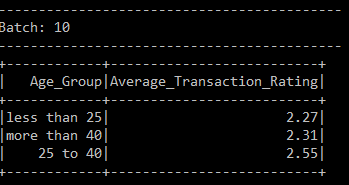 -------------------------------------------
Batch: 10
-------------------------------------------
+------------+--------------------------+
|   Age_Group|Average_Transaction_Rating|
+------------+--------------------------+
|less than 25|                      2.27|
|more than 40|                      2.31|
|    25 to 40|                      2.55|
+------------+--------------------------+